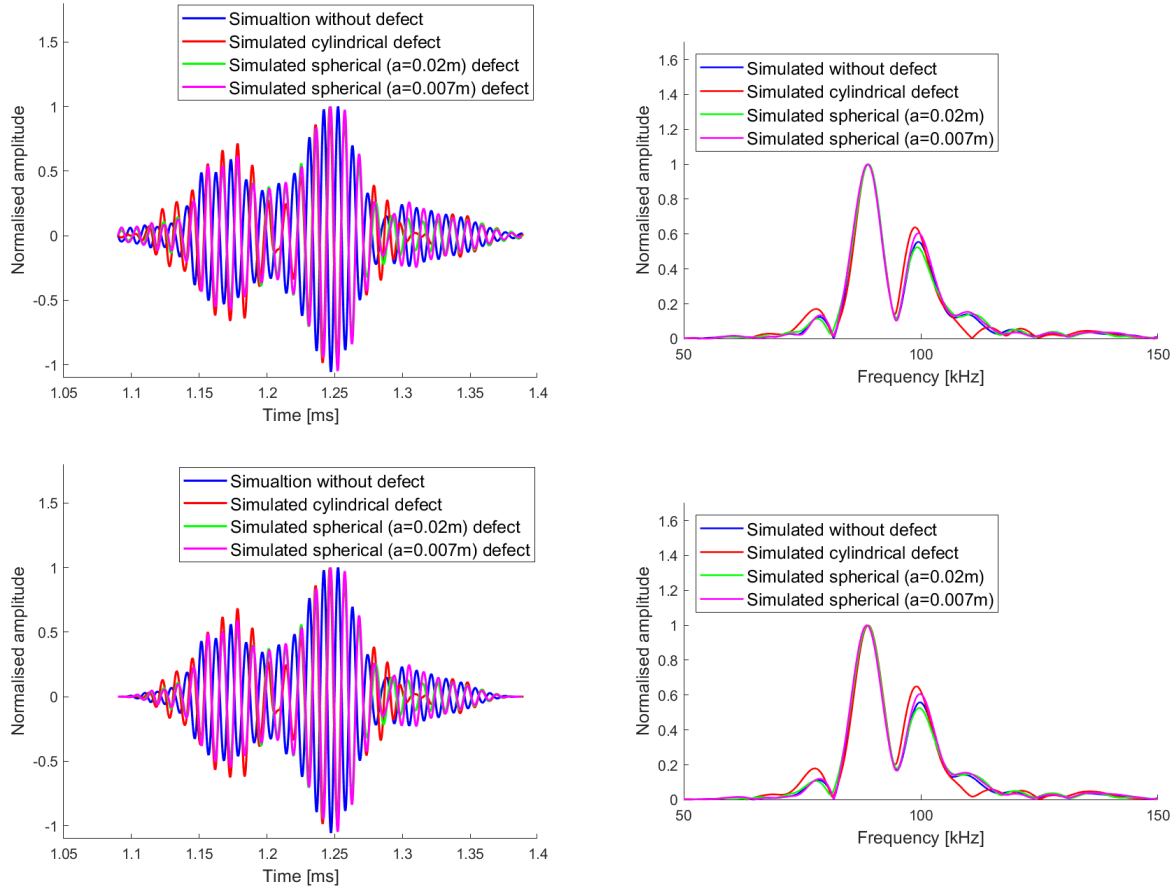 Simualtion without defect
Simulated cylindrical defect
Simulated spherical (a=0.02m) defect
Simulated spherical (a=0.007m) defect
1.5
1
0.5
0
-0.5
-1
Normalised amplitude
1.05 1.1 1.15 1.2 1.25 1.3 1.35 1.4
Time [ms]
Simulated without defect
Simulated cylindrical defect
Simulated spherical (a=0.02m)
Simulated spherical (a=0.007m)
1.6
1.4
1.2
1
0.8
0.6
0.4
0.2
0
Normalised amplitude
50 100 150
Frequency [kHz]
Simualtion without defect
Simulated cylindrical defect
Simulated spherical (a=0.02m) defect
Simulated spherical (a=0.007m) defect
1.5
1
0.5
0
-0.5
-1
Normalised amplitude
1.05 1.1 1.15 1.2 1.25 1.3 1.35 1.4
Time [ms]
Simulated without defect
Simulated cylindrical defect
Simulated spherical (a=0.02m)
Simulated spherical (a=0.007m)
1.6
1.4
1.2
1
0.8
0.6
0.4
0.2
0
Normalised amplitude
50 100 150
Frequency [kHz]